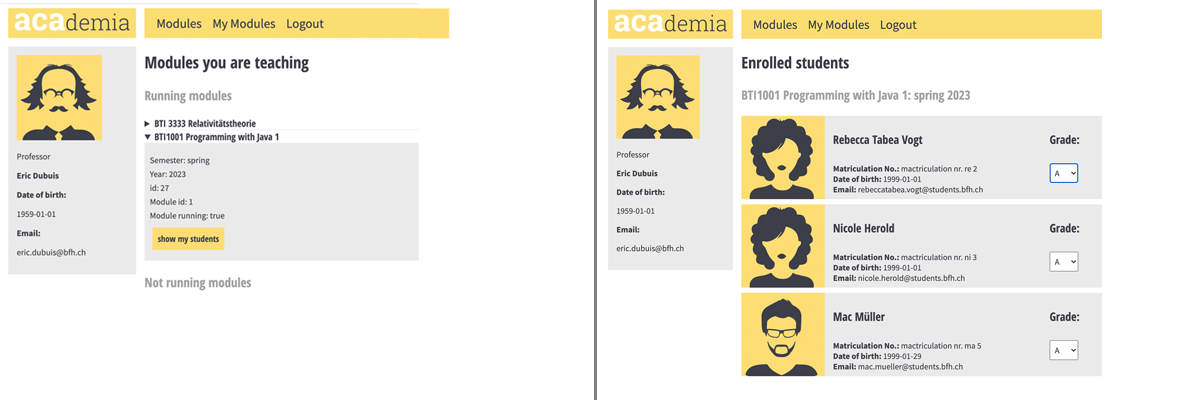 academia
Modules My Modules Logout
Professor
Eric Dubuis
Date of birth:
1959-01-01
Email:
eric.dubuis@bfh.ch
Modules you are teaching
Running modules
BTI 3333 Relativitätstheorie
BTI1001 Programming with Java 1
Semester: spring
Year: 2023
id: 27
Module id: 1
Module running: true
show my students
Not running modules
academia
Modules My Modules Logout
Professor
Eric Dubuis
Date of birth:
1959-01-01
Email:
eric.dubuis@bfh.ch
Enrolled students
BTI1001 Programming with Java 1: spring 2023
Rebecca Tabea Vogt Grade:
Matriculation No.: mactriculation nr. re 2
Date of birth: 1999-01-01
A
Email: rebeccatabea.vogt@students.bfh.ch
Nicole Herold Grade:
Matriculation No.: mactriculation nr. ni 3
Date of birth: 1999-01-01
A
Email: nicole.herold@students.bfh.ch
Mac Müller Grade:
Matriculation No.: mactriculation nr. ma 5
Date of birth: 1999-01-29
A
Email: mac.mueller@students.bfh.ch